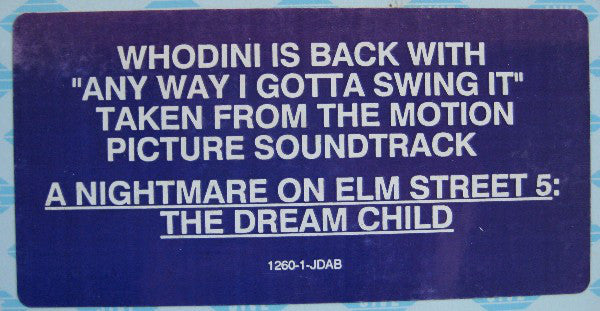 WHODINI IS BACK WITH
"ANY WAY I GOTTA SWING IT"
TAKEN FROM THE MOTION
PICTURE SOUNDTRACK
A NIGHTMARE ON ELM STREET 5:
THE DREAM CHILD
1260-1-JDAB